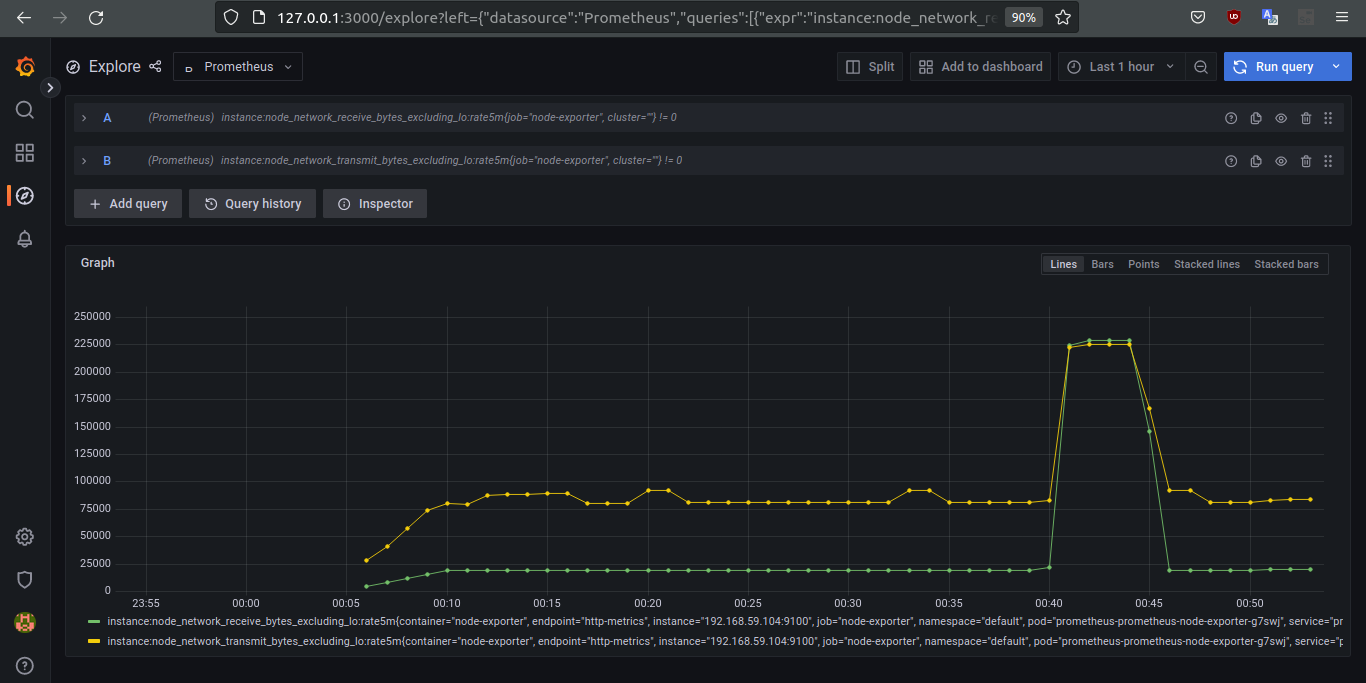 127.0.0.1:3000/explore?left={"datasource":"Prometheus","queries":[{"expr":"instance:node_network_re
90%
Explore
Prometheus
Split
Add to dashboard
Last 1 hour
Run query
A (Prometheus) instance:node_network_receive_bytes_excluding_lo:rate5m{job="node-exporter", cluster=""} != 0
B (Prometheus) instance:node_network_transmit_bytes_excluding_lo:rate5m{job="node-exporter", cluster=""} != 0
+ Add query
Query history
Inspector
Graph
Lines Bars Points Stacked lines Stacked bars
250000
225000
200000
175000
150000
125000
100000
75000
50000
25000
0
23:55 00:00 00:05 00:10 00:15 00:20 00:25 00:30 00:35 00:40 00:45 00:50
instance:node_network_receive_bytes_excluding_lo:rate5m{container="node-exporter", endpoint="http-metrics", instance="192.168.59.104:9100", job="node-exporter", namespace="default", pod="prometheus-prometheus-node-exporter-g7swj", service="pr
instance:node_network_transmit_bytes_excluding_lo:rate5m{container="node-exporter", endpoint="http-metrics", instance="192.168.59.104:9100", job="node-exporter", namespace="default", pod="prometheus-prometheus-node-exporter-g7swj", service="p